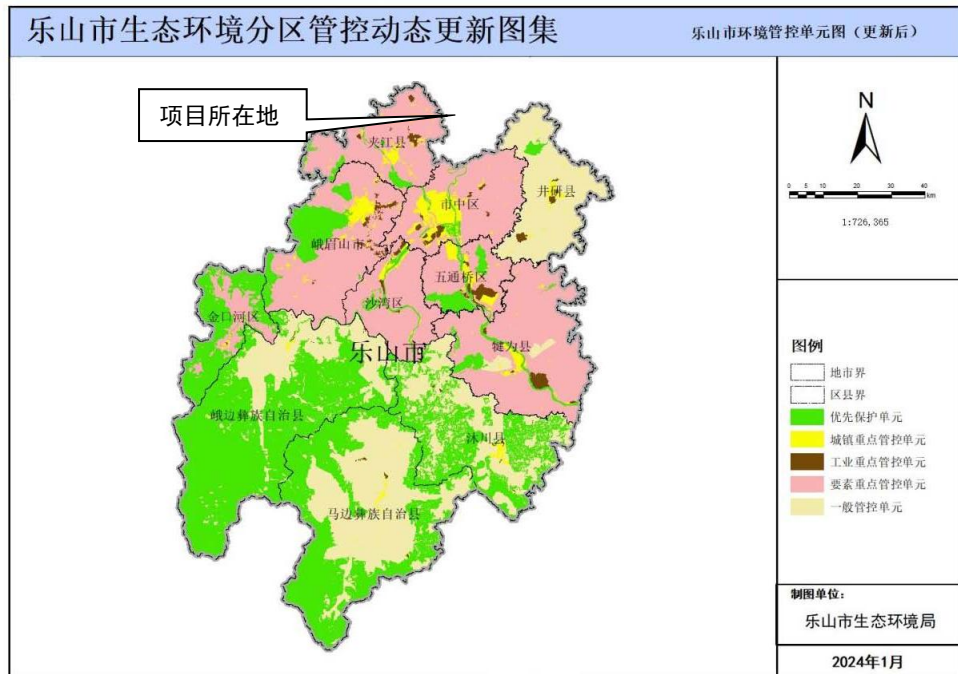 乐山市生态环境分区管控动态更新图集
乐山市环境管控单元图（更新后）
项目所在地
N
0 5 10 20 30 40
km
1:726,365
夹江县
井研县
市中区
峨眉山市
五通桥区
沙湾区
金口河区
乐山市
犍为县
峨边彝族自治县
沐川县
马边彝族自治县
图例
地市界
区县界
优先保护单元
城镇重点管控单元
工业重点管控单元
要素重点管控单元
一般管控单元
制图单位：
乐山市生态环境局
2024年1月